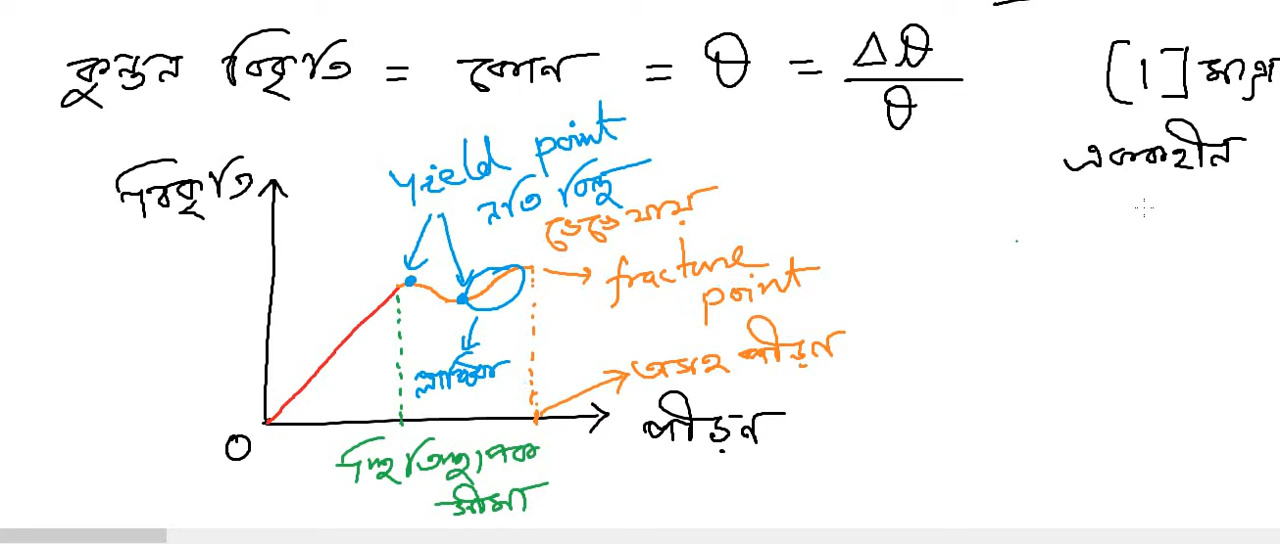 কুন্তন বিকৃতি = কোন = θ = Δθ/θ [1] মাত্রা
এককহীন
বিকৃতি
yield point
নতি বিন্দু
ভেঙে যায়
fracture
point
প্লাস্টিক
অসহ পীড়ন
O
পীড়ন
স্থিতিস্থাপক
সীমা